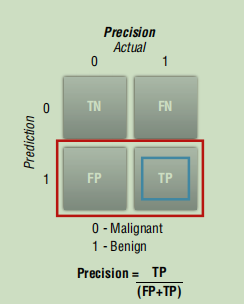 Precision
Actual
0 1
Prediction
0 TN FN
1 FP TP
0 - Malignant
1 - Benign
Precision = TP
(FP+TP)